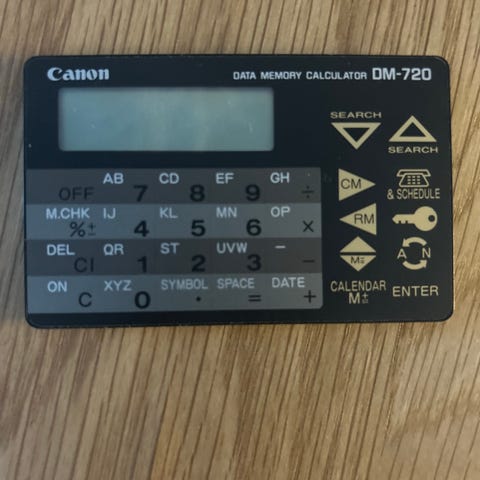 Canon DATA MEMORY CALCULATOR DM-720
SEARCH
SEARCH
AB CD EF GH
OFF 7 8 9 ÷
CM & SCHEDULE
M.CHK IJ KL MN OP
%± 4 5 6 ×
RM
DEL QR ST UVW –
CI 1 2 3 −
M= A N
ON XYZ SYMBOL SPACE DATE
C 0 · = +
CALENDAR
M± ENTER